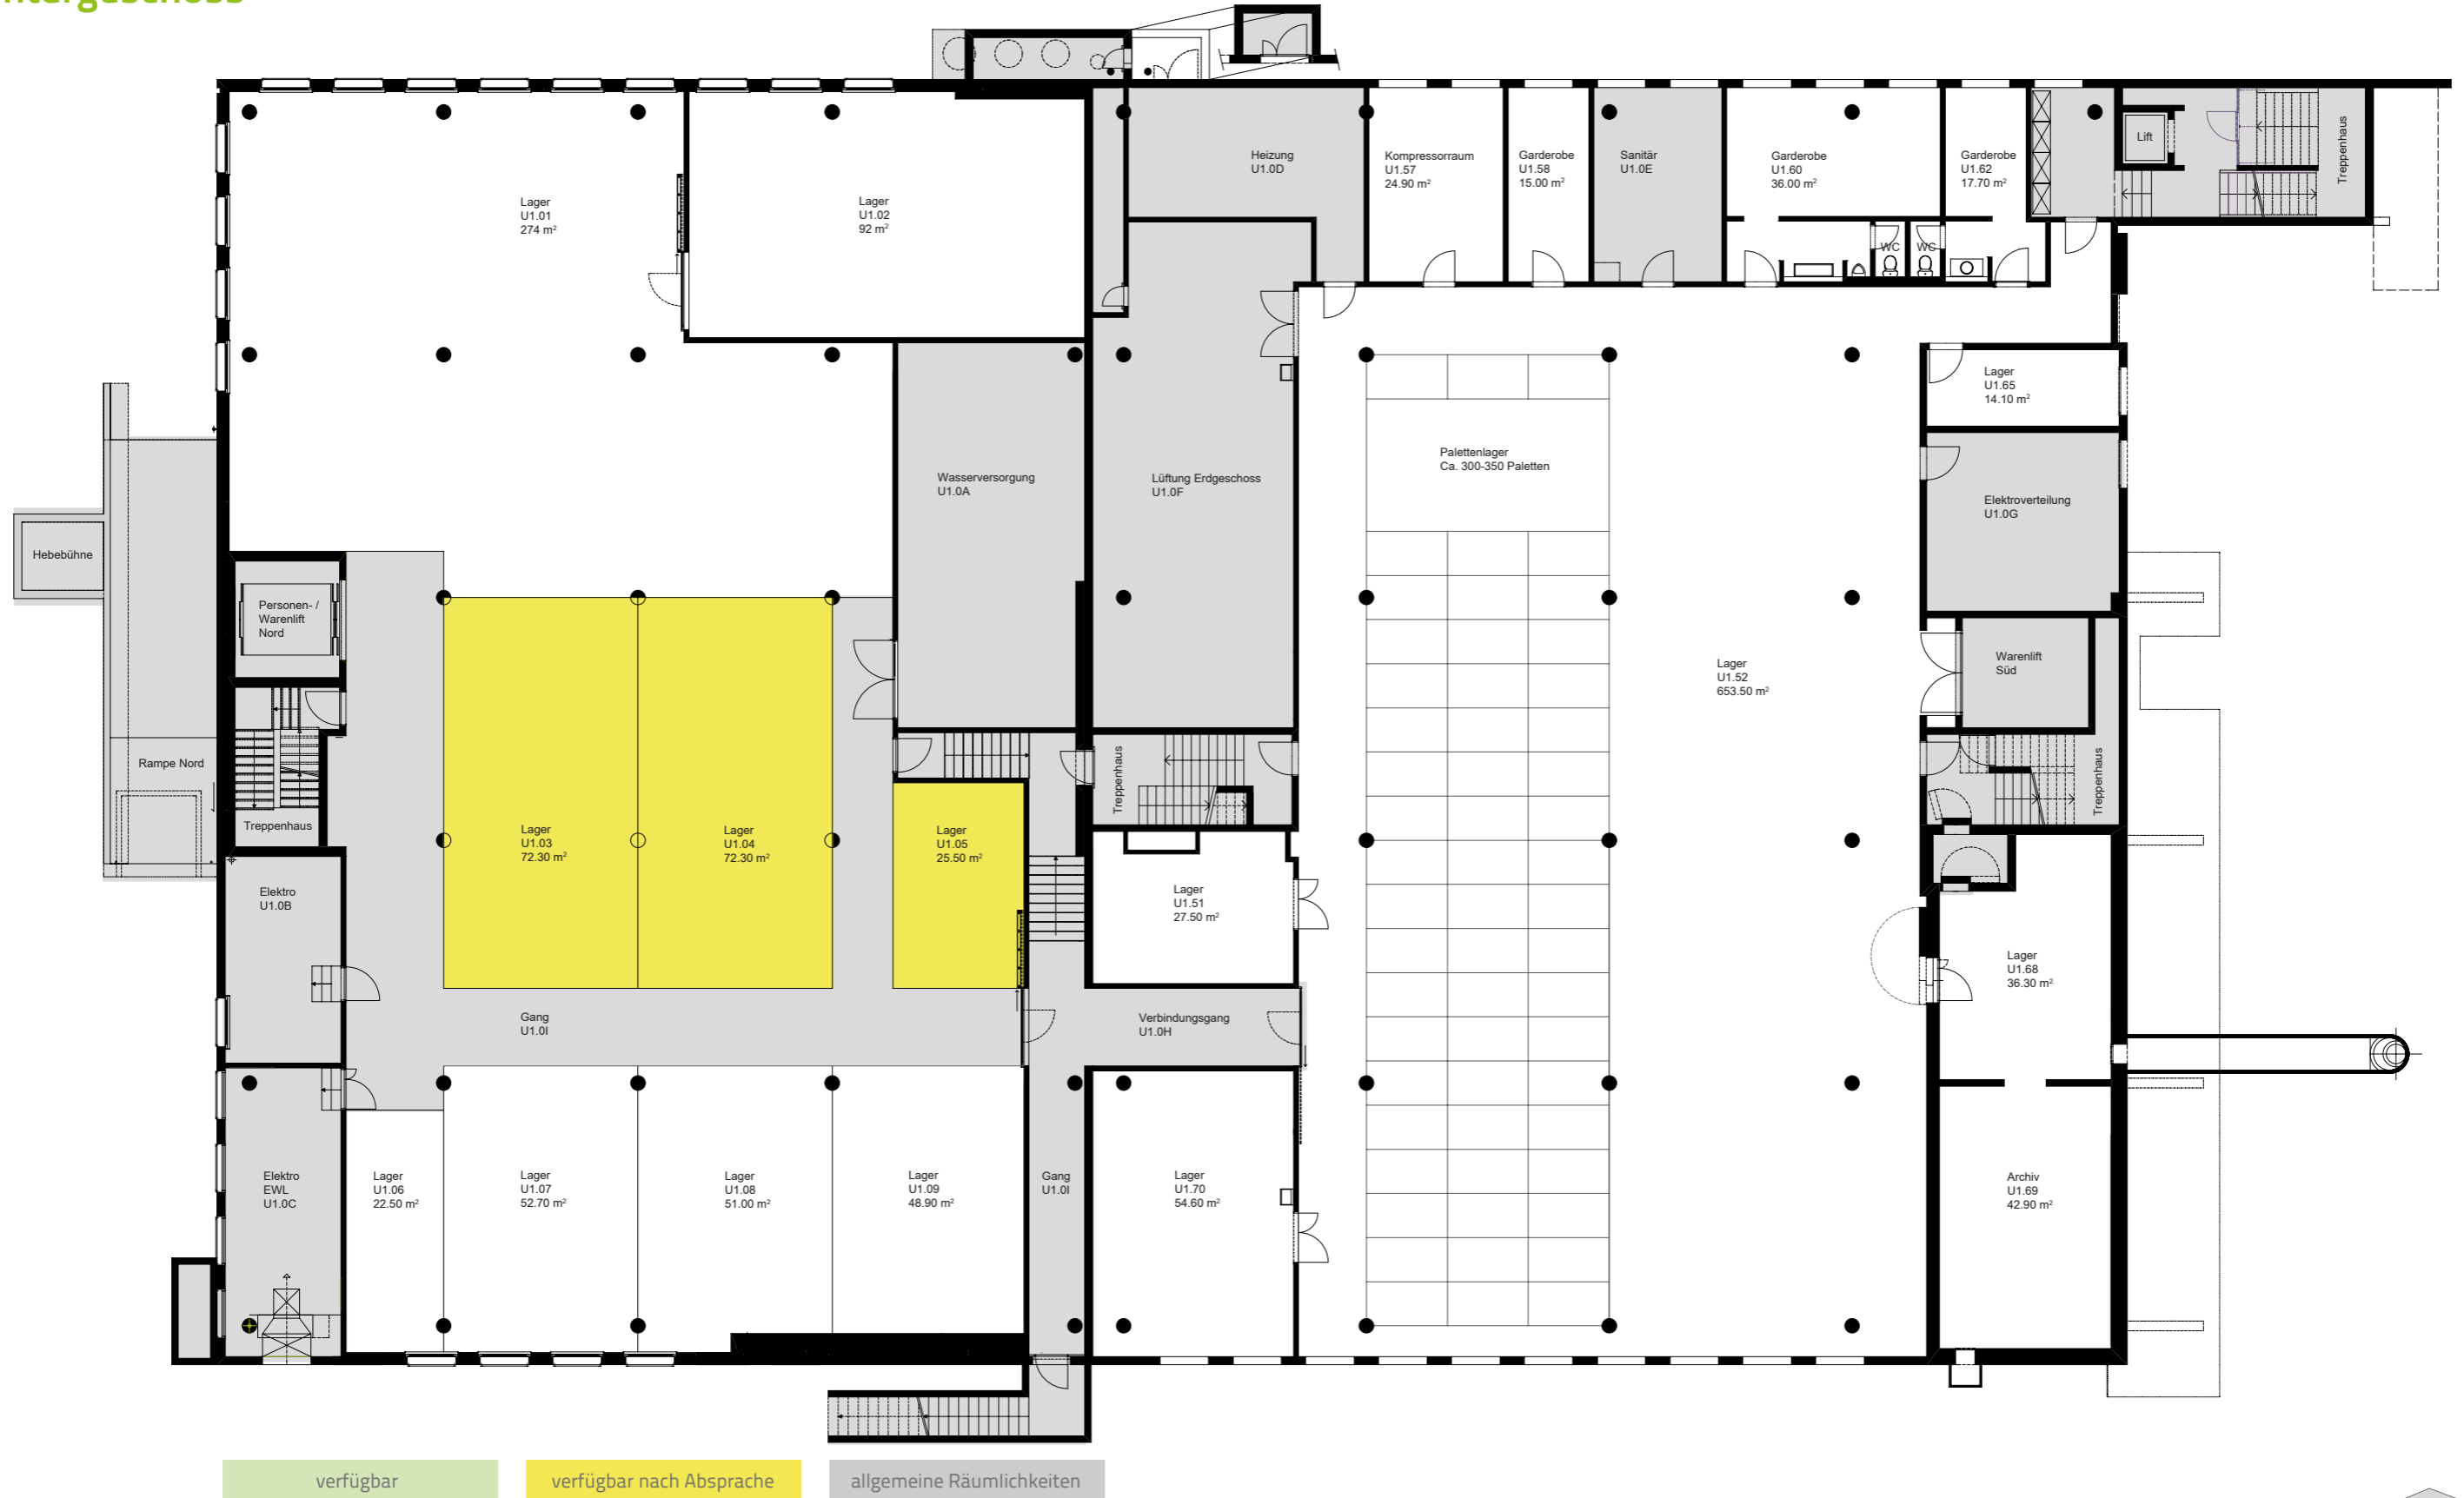 ntergeschoss
Lager
U1.01
274 m²
Lager
U1.02
92 m²
Heizung
U1.0D
Kompressorraum
U1.57
24.90 m²
Garderobe
U1.58
15.00 m²
Sanitär
U1.0E
Garderobe
U1.60
36.00 m²
Garderobe
U1.62
17.70 m²
Lift
Treppenhaus
WC
WC
Lager
U1.65
14.10 m²
Palettenlager
Ca. 300-350 Paletten
Wasserversorgung
U1.0A
Lüftung Erdgeschoss
U1.0F
Elektroverteilung
U1.0G
Hebebühne
Personen- /
Warenlift
Nord
Warenlift
Süd
Lager
U1.52
653.50 m²
Rampe Nord
Treppenhaus
Treppenhaus
Treppenhaus
Lager
U1.03
72.30 m²
Lager
U1.04
72.30 m²
Lager
U1.05
25.50 m²
Elektro
U1.0B
Lager
U1.51
27.50 m²
Lager
U1.68
36.30 m²
Gang
U1.0I
Verbindungsgang
U1.0H
Elektro
EWL
U1.0C
Lager
U1.06
22.50 m²
Lager
U1.07
52.70 m²
Lager
U1.08
51.00 m²
Lager
U1.09
48.90 m²
Gang
U1.0I
Lager
U1.70
54.60 m²
Archiv
U1.69
42.90 m²
verfügbar
verfügbar nach Absprache
allgemeine Räumlichkeiten